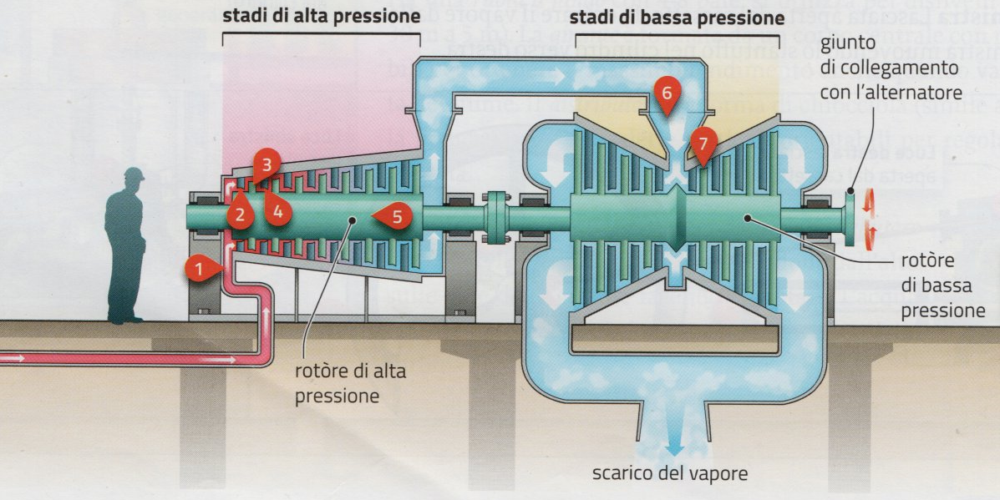 stadi di alta pressione
stadi di bassa pressione
giunto
di collegamento
con l'alternatore
6
7
3
2
4
5
1
rotòre
di bassa
pressione
rotòre di alta
pressione
scarico del vapore